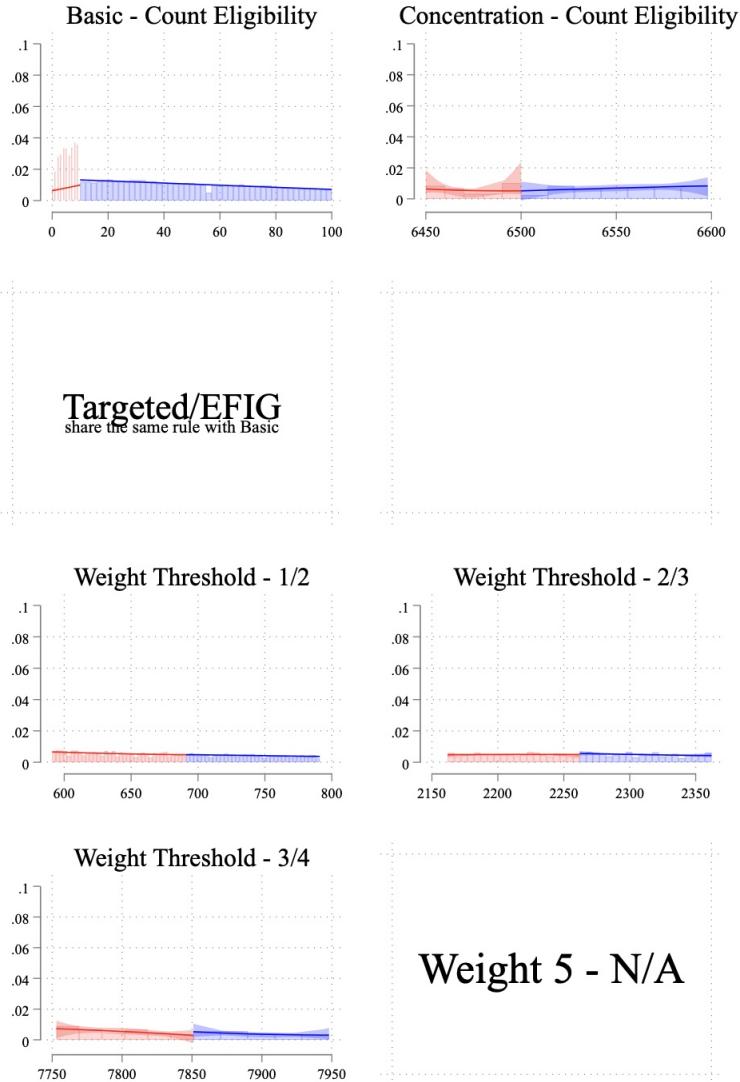 Basic - Count Eligibility
.1
.08
.06
.04
.02
0
0 20 40 60 80 100
Concentration - Count Eligibility
.1
.08
.06
.04
.02
0
6450 6500 6550 6600
Targeted/EFIG
share the same rule with Basic
Weight Threshold - 1/2
.1
.08
.06
.04
.02
0
600 650 700 750 800
Weight Threshold - 2/3
.1
.08
.06
.04
.02
0
2150 2200 2250 2300 2350
Weight Threshold - 3/4
.1
.08
.06
.04
.02
0
7750 7800 7850 7900 7950
Weight 5 - N/A